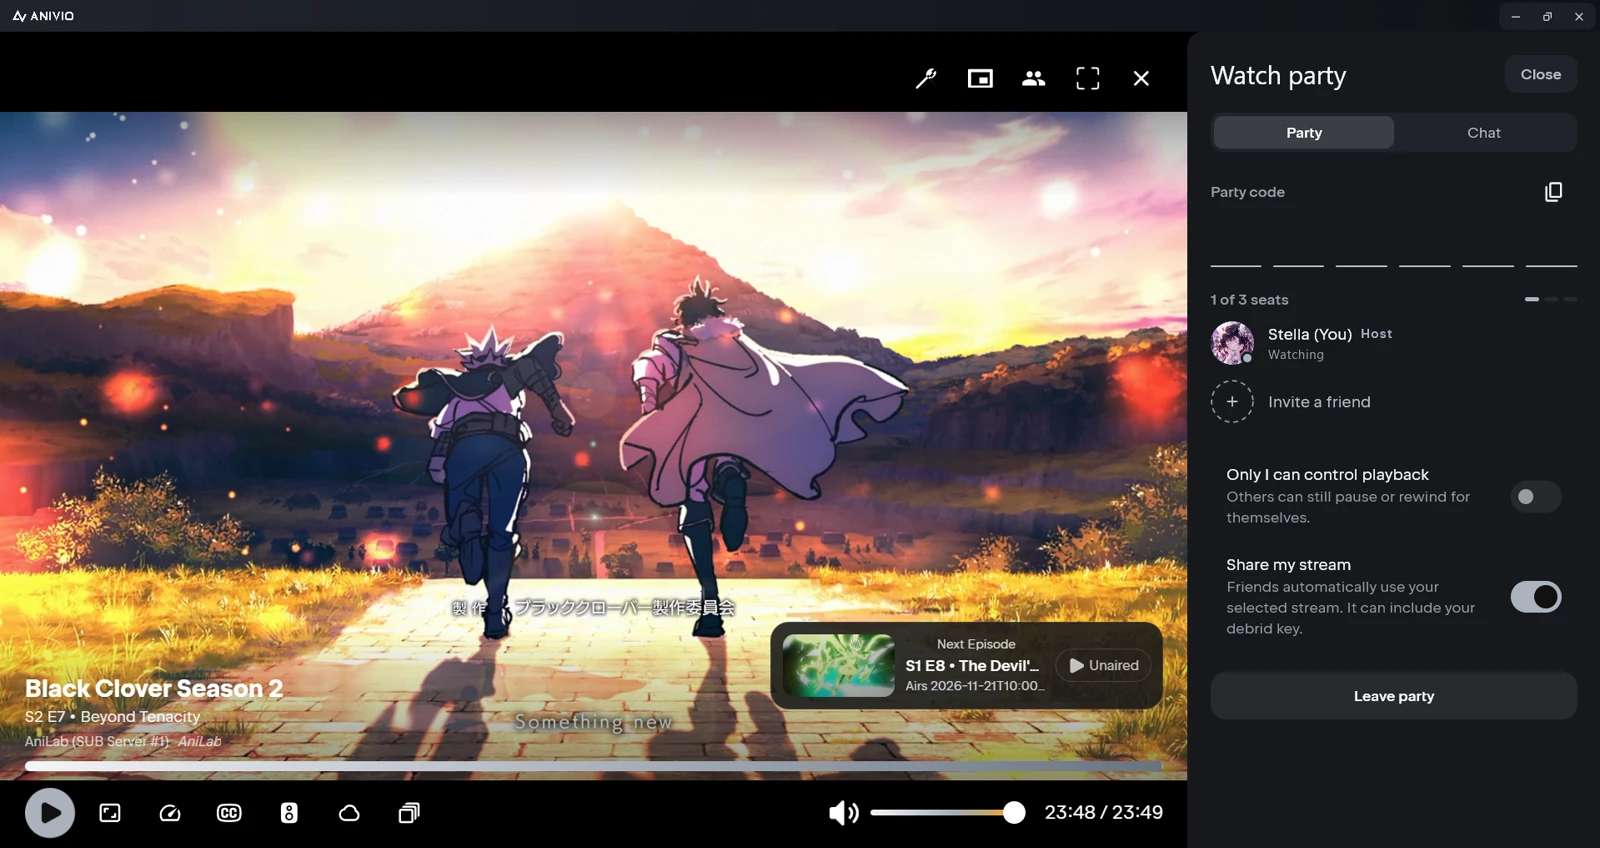 ANIVIO
Watch party
Close
Party
Chat
Party code
1 of 3 seats
Stella (You) Host
Watching
Invite a friend
Only I can control playback
Others can still pause or rewind for
themselves.
Share my stream
Friends automatically use your
selected stream. It can include your
debrid key.
Leave party
製作 ブラッククローバー製作委員会
Next Episode
S1 E8 • The Devil'...
Airs 2026-11-21T10:00...
Unaired
Black Clover Season 2
S2 E7 • Beyond Tenacity
AniLab (SUB Server #1) AniLab
Something new
CC
23:48 / 23:49